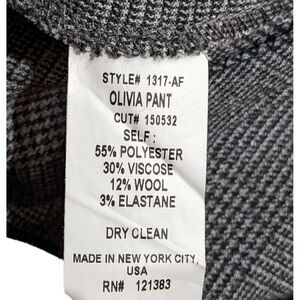 STYLE# 1317-AF
OLIVIA PANT
CUT# 150532
SELF:
55% POLYESTER
30% VISCOSE
12% WOOL
3% ELASTANE
DRY CLEAN
MADE IN NEW YORK CITY,
USA
RN# 121383